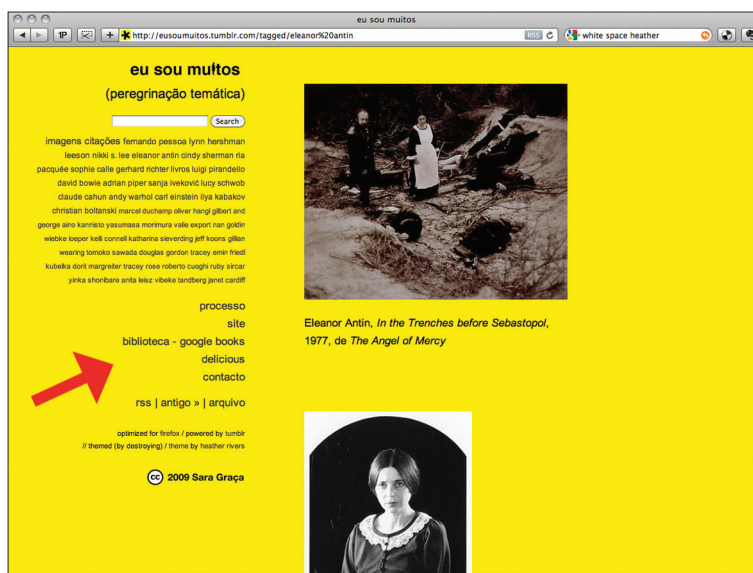 eu sou muitos
1P
http://eusoumuitos.tumblr.com/tagged/eleanor%20antin
RSS
white space heather
eu sou muitos
(peregrinação temática)
Search
imagens citações fernando pessoa lynn hershman
leeson nikki s. lee eleanor antin cindy sherman ria
pacquée sophie calle gerhard richter livros luigi pirandello
david bowie adrian piper sanja iveković lucy schwob
claude cahun andy warhol carl einstein ilya kabakov
christian boltanski marcel duchamp oliver hangl gilbert and
george aino kannisto yasumasa morimura valie export nan goldin
wiebke loeper kelli connell katharina sieverding jeff koons gillian
wearing tomoko sawada douglas gordon tracey emin friedl
kubelka dorit margreiter tracey rose roberto cuoghi ruby sircar
yinka shonibare anita leisz vibeke tandberg janet cardiff
processo
site
biblioteca - google books
delicious
contacto
rss | antigo » | arquivo
optimized for firefox / powered by tumblr
// themed (by destroying) / theme by heather rivers
cc 2009 Sara Graça
Eleanor Antin, In the Trenches before Sebastopol,
1977, de The Angel of Mercy